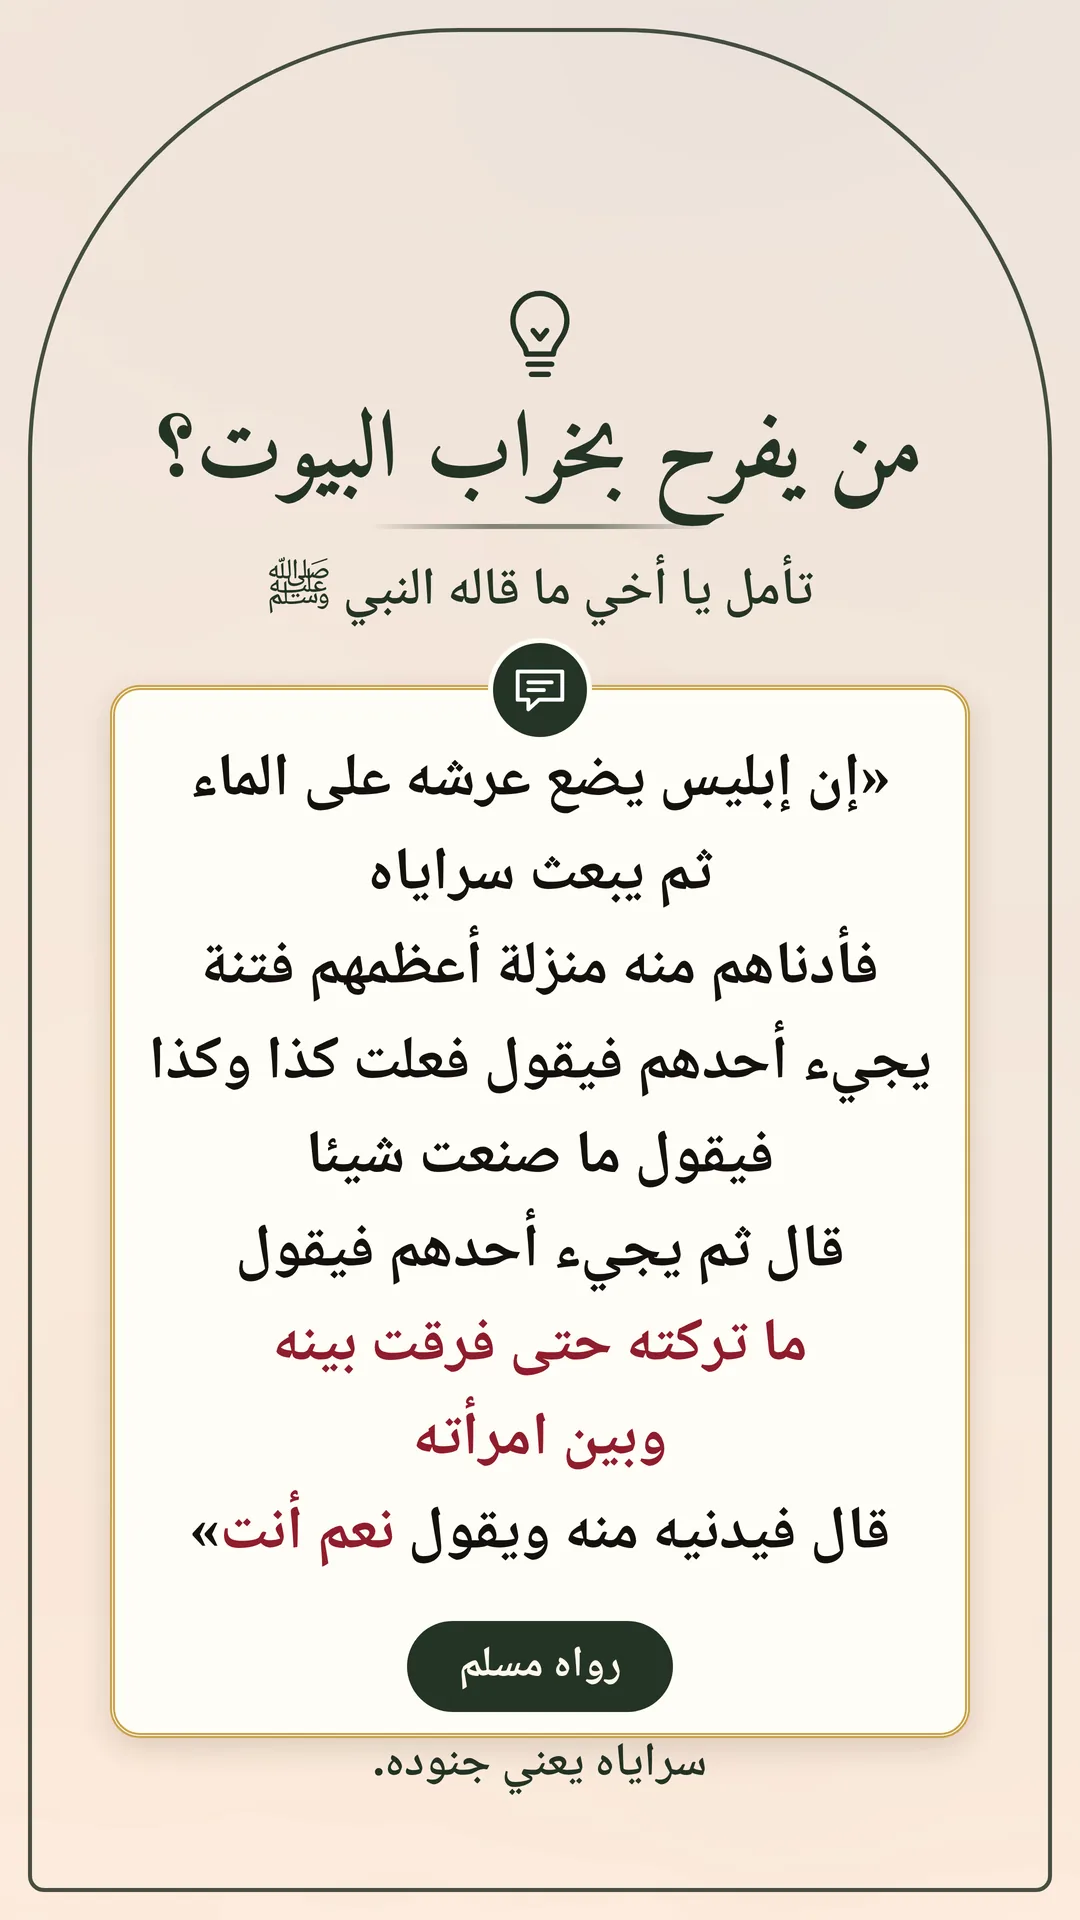 من يفرح بخراب البيوت؟
تأمل يا أخي ما قاله النبي ﷺ
«إن إبليس يضع عرشه على الماء
ثم يبعث سراياه
فأدناهم منه منزلة أعظمهم فتنة
يجيء أحدهم فيقول فعلت كذا وكذا
فيقول ما صنعت شيئا
قال ثم يجيء أحدهم فيقول
ما تركته حتى فرقت بينه
وبين امرأته
قال فيدنيه منه ويقول نعم أنت»
رواه مسلم
سراياه يعني جنوده.